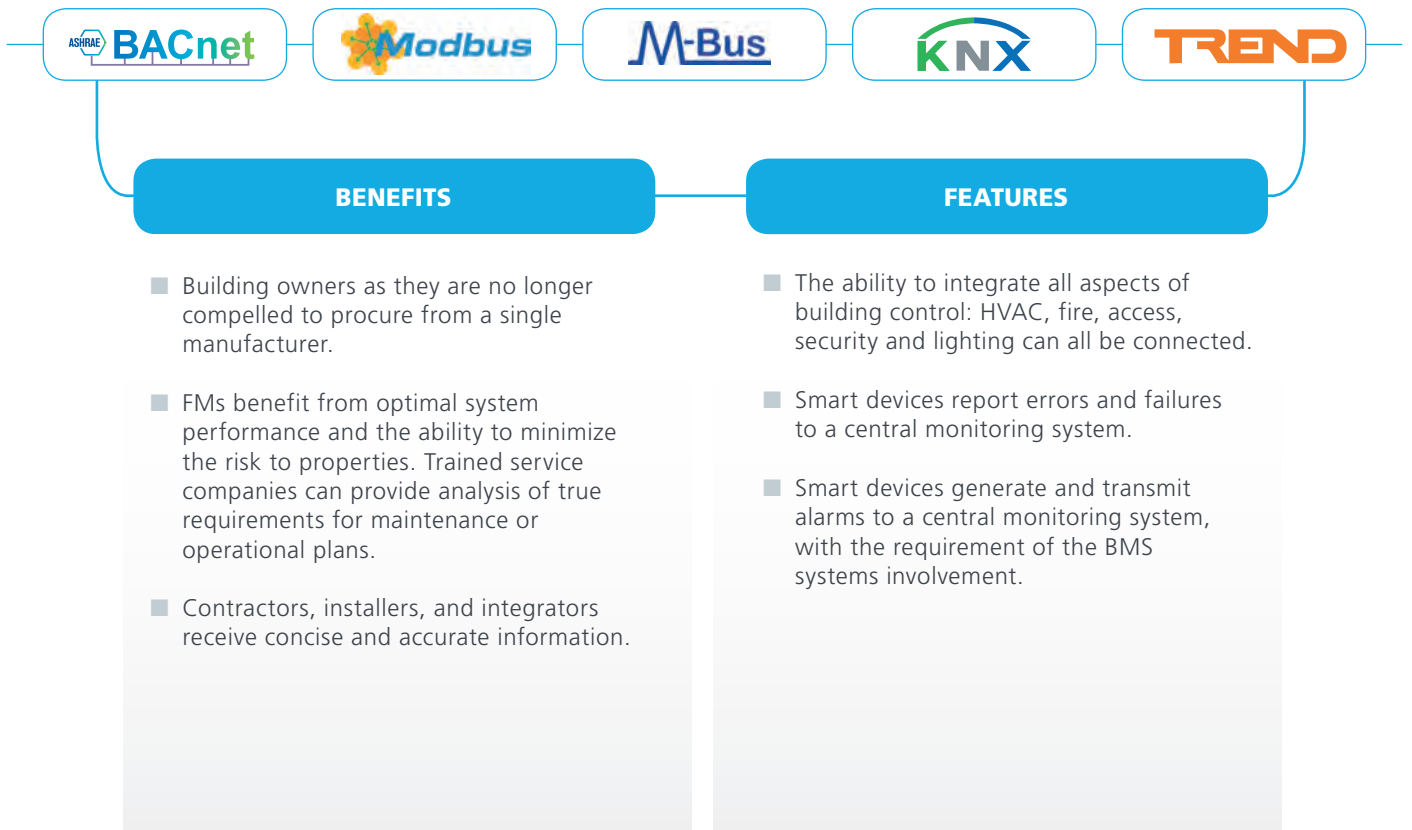 ASHRAE BACnet
Modbus
M-Bus
KNX
TREND
BENEFITS
Building owners as they are no longer
compelled to procure from a single
manufacturer.
FMs benefit from optimal system
performance and the ability to minimize
the risk to properties. Trained service
companies can provide analysis of true
requirements for maintenance or
operational plans.
Contractors, installers, and integrators
receive concise and accurate information.
FEATURES
The ability to integrate all aspects of
building control: HVAC, fire, access,
security and lighting can all be connected.
Smart devices report errors and failures
to a central monitoring system.
Smart devices generate and transmit
alarms to a central monitoring system,
with the requirement of the BMS
systems involvement.